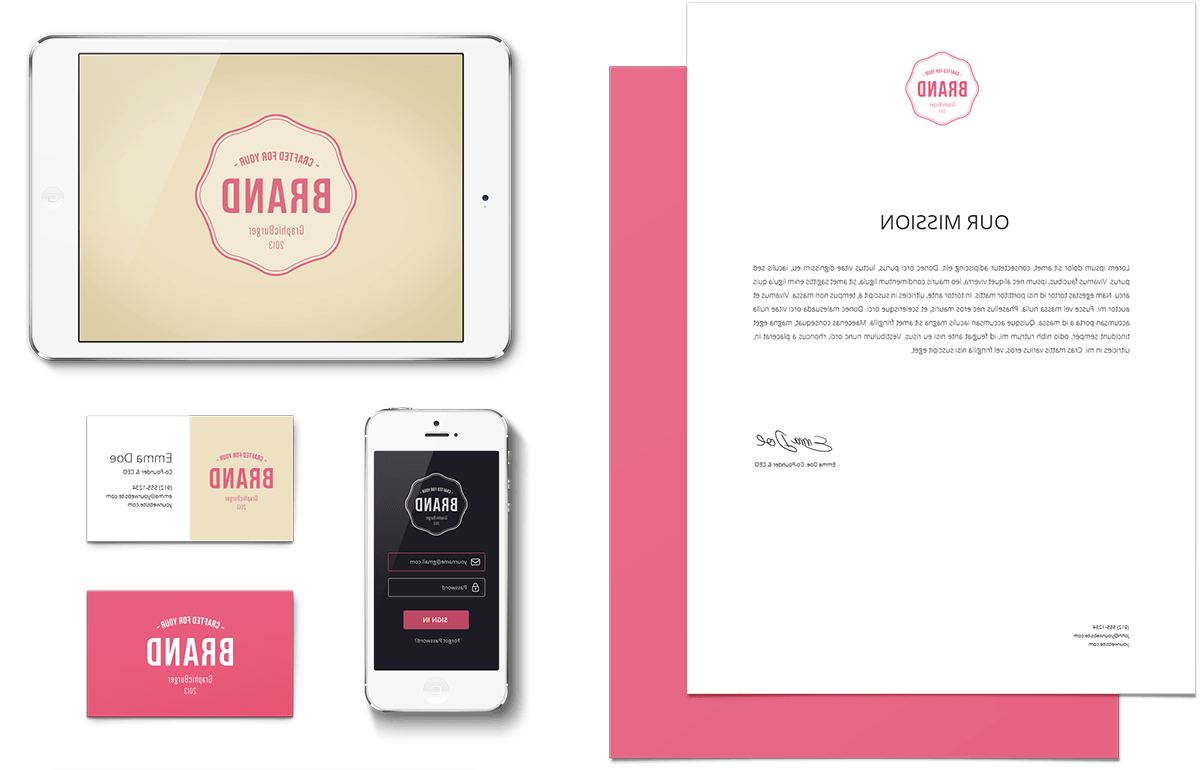 - CRAFTED FOR YOUR -
BRAND
GraphicBurger
2013
- CRAFTED FOR YOUR -
BRAND
GraphicBurger
2013
OUR MISSION
Lorem ipsum dolor sit amet, consectetur adipiscing elit. Donec orci purus, luctus vitae dignissim eu, iaculis sed
purus. Vivamus faucibus, ipsum nec aliquet viverra, leo mauris condimentum ligula, sit amet sagittis enim ligula quis
arcu. Nam egestas tortor id nisi porttitor mattis. In tortor ante, ultricies in suscipit a, tempus non massa. Vivamus et
auctor mi. Fusce vel massa nulla. Phasellus nec eros mauris, et scelerisque orci. Donec malesuada orci vitae nulla
accumsan porta a id massa. Quisque accumsan iaculis magna sit amet fringilla. Maecenas consequat, magna eget
tincidunt semper, odio nibh rutrum mi, id feugiat ante nisi eu risus. Vestibulum nunc orci, rhoncus a placerat in,
ultricies in mi. Cras mattis varius eros, vel fringilla nisi suscipit eget.
Emma Doe
Emma Doe, Co-Founder & CEO
(912) 555-1234
john@yourwebsite.com
yourwebsite.com
- CRAFTED FOR YOUR -
BRAND
GraphicBurger
2013
Emma Doe
Co-Founder & CEO
(912) 555-1234
emma@yourwebsite.com
yourwebsite.com
- CRAFTED FOR YOUR -
BRAND
GraphicBurger
2013
yourname@gmail.com
Password
SIGN IN
Forgot Password?
- CRAFTED FOR YOUR -
BRAND
GraphicBurger
2013